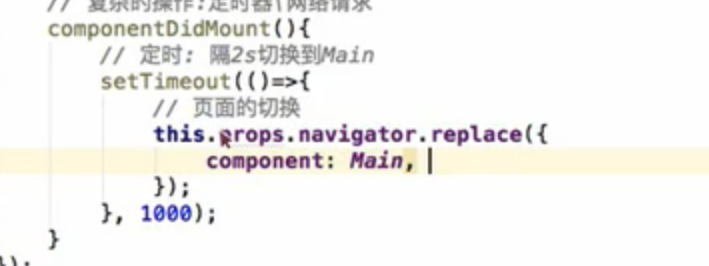 // 复杂的操作:定时器\网络请求
componentDidMount(){
// 定时: 隔2s切换到Main
setTimeout(()=>{
// 页面的切换
this.props.navigator.replace({
component: Main,
});
}, 1000);
}
});